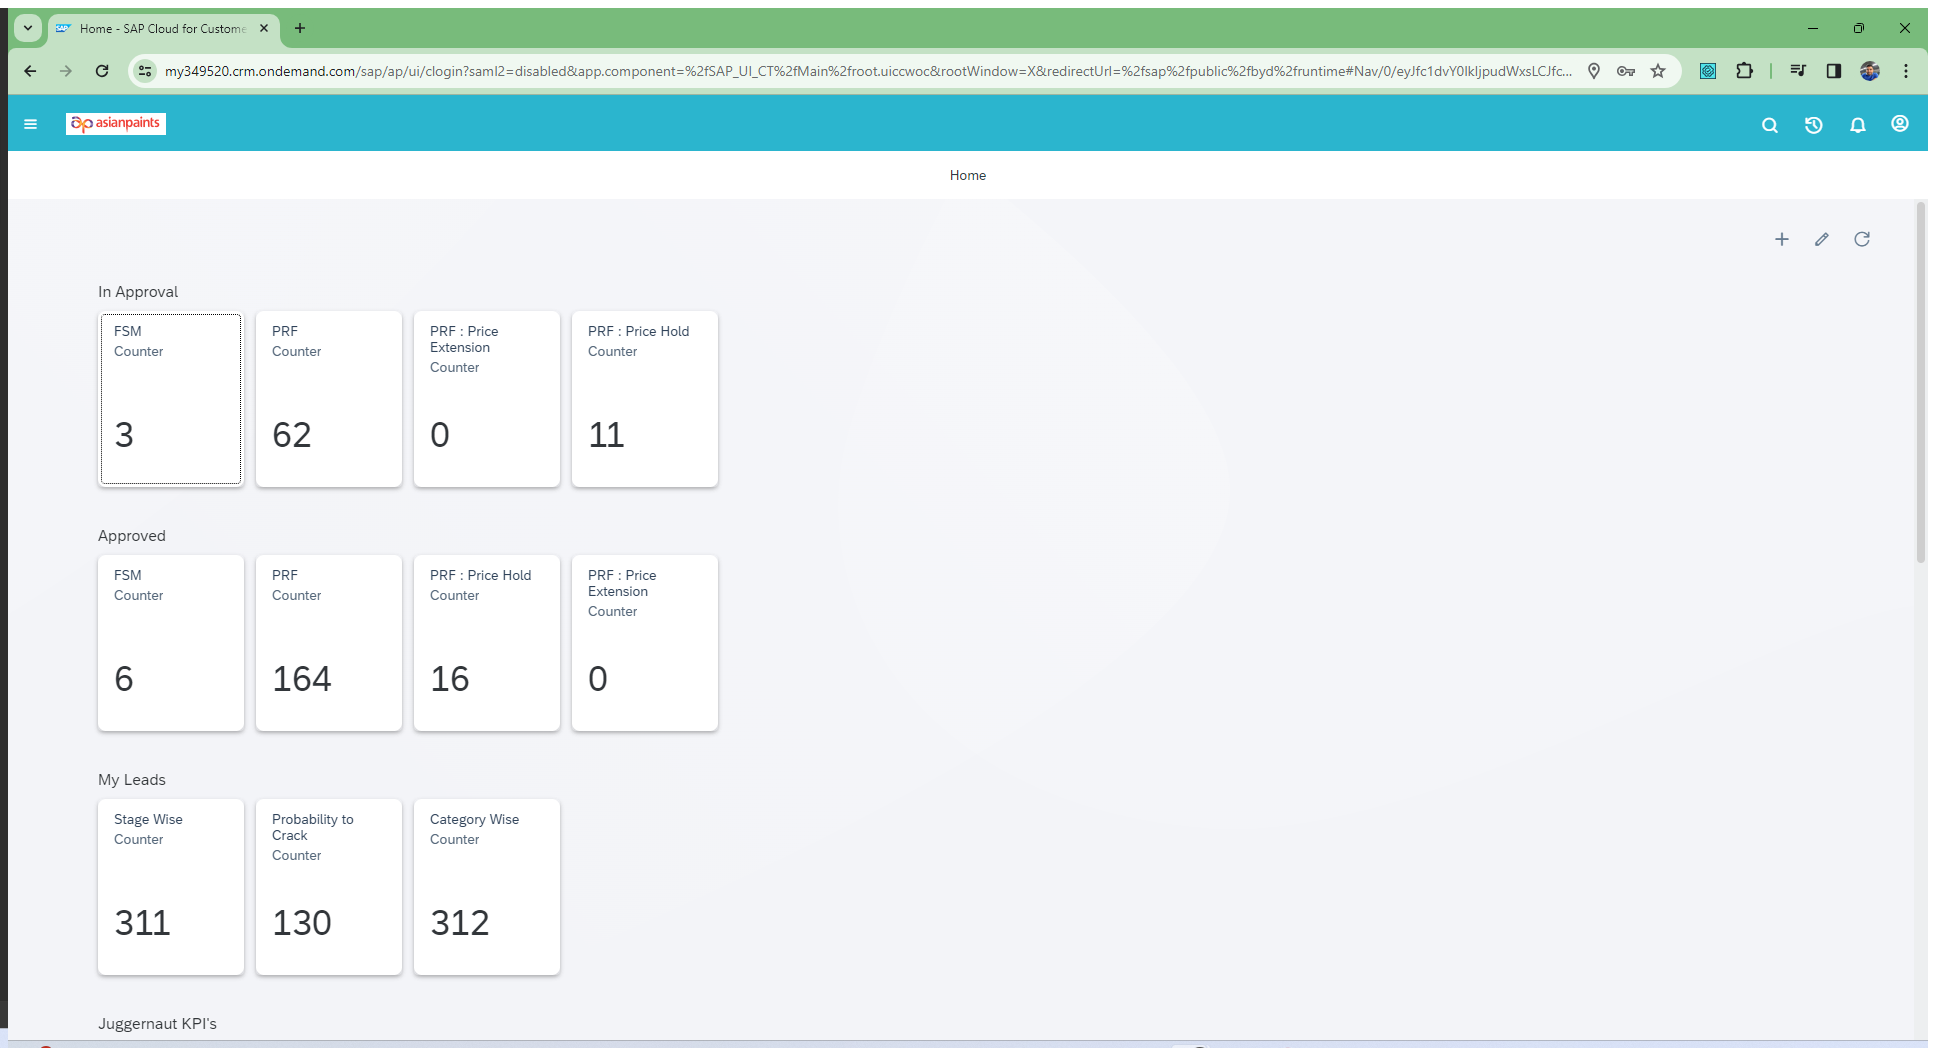 Home - SAP Cloud for Custome
my349520.crm.ondemand.com/sap/ap/ui/clogin?saml2=disabled&app.component=%2fSAP_UI_CT%2fMain%2froot.uiccwoc&rootWindow=X&redirectUrl=%2fsap%2fpublic%2fbyd%2fruntime#Nav/0/eyJfc1dvY0lkIjpudWxsLCJfc...
ap asianpaints
Home
In Approval
FSM
Counter
3
PRF
Counter
62
PRF : Price
Extension
Counter
0
PRF : Price Hold
Counter
11
Approved
FSM
Counter
6
PRF
Counter
164
PRF : Price Hold
Counter
16
PRF : Price
Extension
Counter
0
My Leads
Stage Wise
Counter
311
Probability to
Crack
Counter
130
Category Wise
Counter
312
Juggernaut KPI's